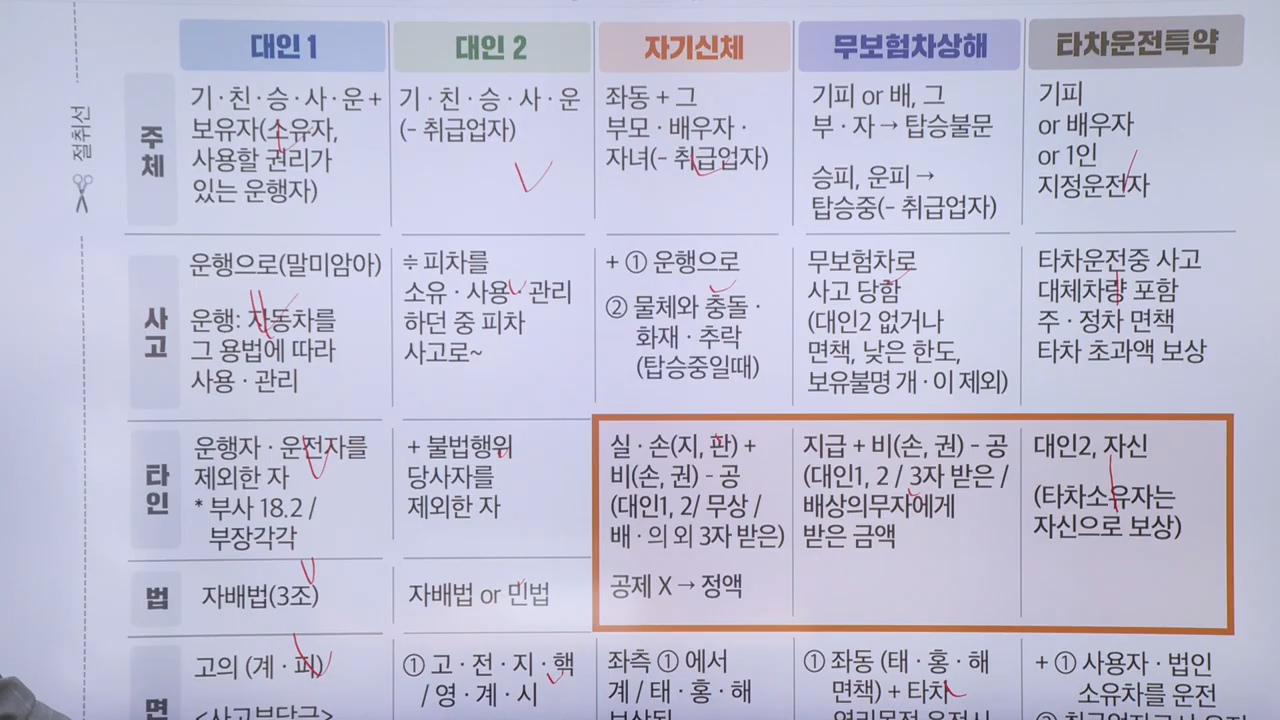 절취선
대인 1
대인 2
자기신체
무보험차상해
타차운전특약
주체
기·친·승·사·운+
보유자(소유자,
사용할 권리가
있는 운행자)
기·친·승·사·운
(- 취급업자)
좌동 + 그
부모·배우자·
자녀(- 취급업자)
기피 or 배, 그
부·자→ 탑승불문
승피, 운피 →
탑승중(- 취급업자)
기피
or 배우자
or 1인
지정운전자
사고
운행으로(말미암아)
운행: 자동차를
그 용법에 따라
사용·관리
÷ 피차를
소유·사용·관리
하던 중 피차
사고로~
+ ① 운행으로
② 물체와 충돌·
화재·추락
(탑승중일때)
무보험차로
사고 당함
(대인2 없거나
면책, 낮은 한도,
보유불명 개·이 제외)
타차운전중 사고
대체차량 포함
주·정차 면책
타차 초과액 보상
타인
운행자·운전자를
제외한 자
* 부사 18.2 /
부장각각
+ 불법행위
당사자를
제외한 자
실·손(지, 판) +
비(손, 권) - 공
(대인1, 2/ 무상 /
배·의 외 3자 받은)
공제 X → 정액
지급 + 비(손, 권) - 공
(대인1, 2 / 3자 받은 /
배상의무자에게
받은 금액
대인2, 자신
(타차소유자는
자신으로 보상)
법
자배법(3조)
자배법 or 민법
면
고의 (계·피)
<사고부담금>
① 고·전·지·핵
/ 영·계·시
좌측 ① 에서
계 / 태·홍·해
보상됨
① 좌동 (태·홍·해
면책) + 타차
영리목적 운전시
+ ① 사용자·법인
소유차를 운전